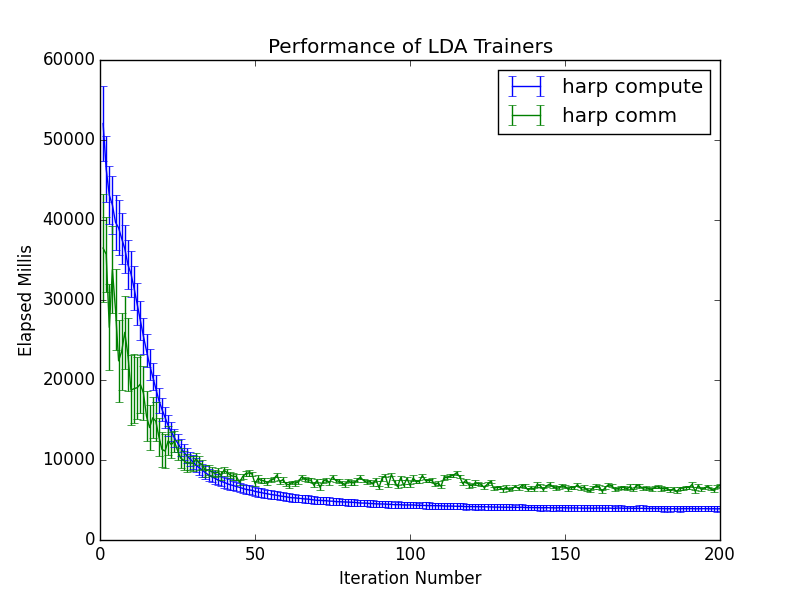 Performance of LDA Trainers
harp compute
harp comm
60000
50000
40000
30000
20000
10000
0
Elapsed Millis
0 50 100 150 200
Iteration Number